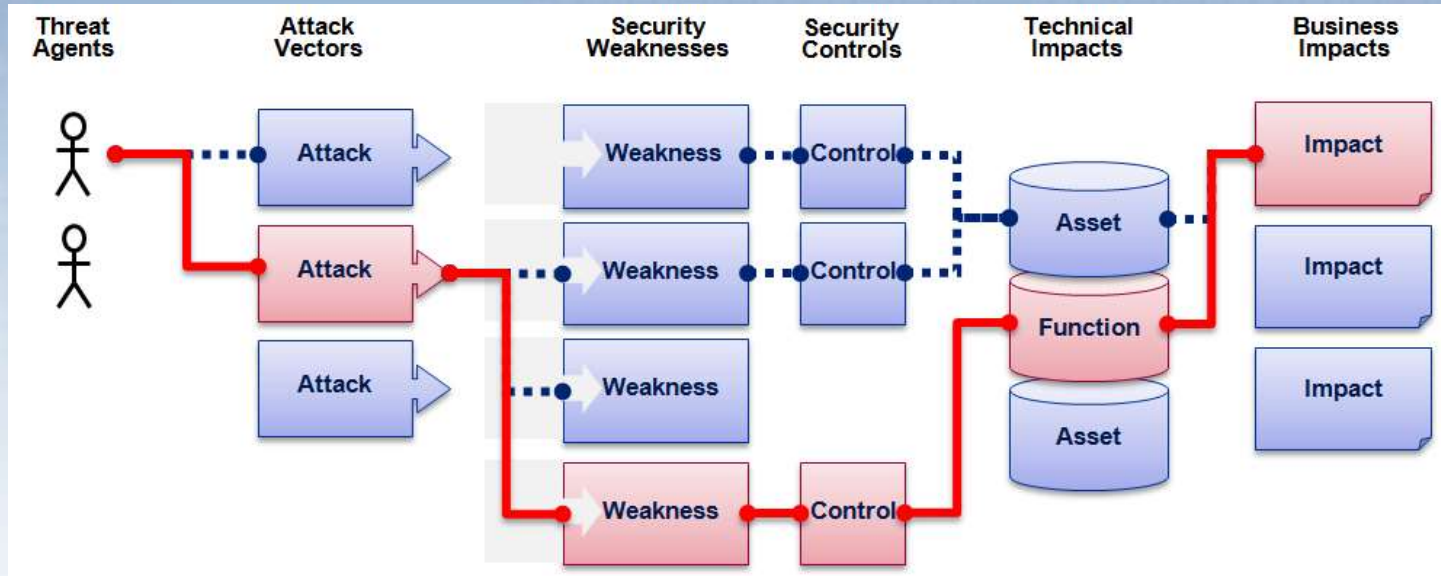 Threat Agents
Attack Vectors
Security Weaknesses
Security Controls
Technical Impacts
Business Impacts
Attack
Weakness
Control
Asset
Impact
Attack
Weakness
Control
Function
Impact
Attack
Weakness
Asset
Impact
Weakness
Control